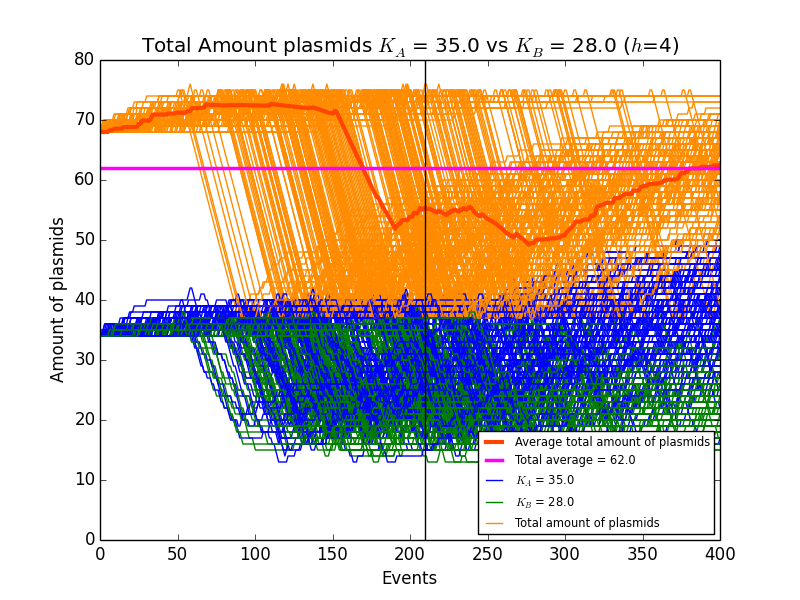 Total Amount plasmids K_A = 35.0 vs K_B = 28.0 (h=4)
80
70
60
50
40
30
20
10
0
Amount of plasmids
Average total amount of plasmids
Total average = 62.0
K_A = 35.0
K_B = 28.0
Total amount of plasmids
0 50 100 150 200 250 300 350 400
Events